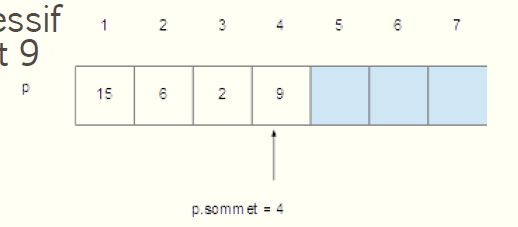 essif
t 9
1 2 3 4 5 6 7
p 15 6 2 9
p.sommet = 4